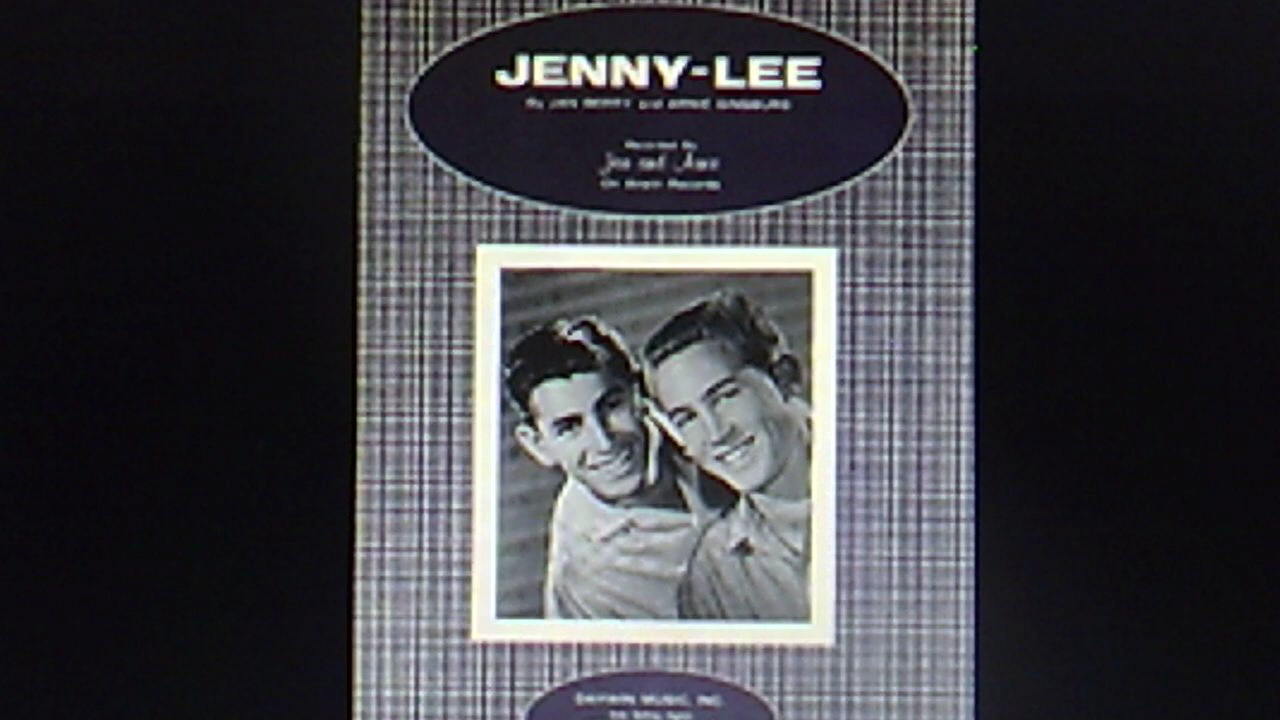 JENNY-LEE
By JAN BERRY and ARNIE GINSBURG
Recorded By
Jan and Arnie
On Arwin Records
DAYWIN MUSIC, INC.